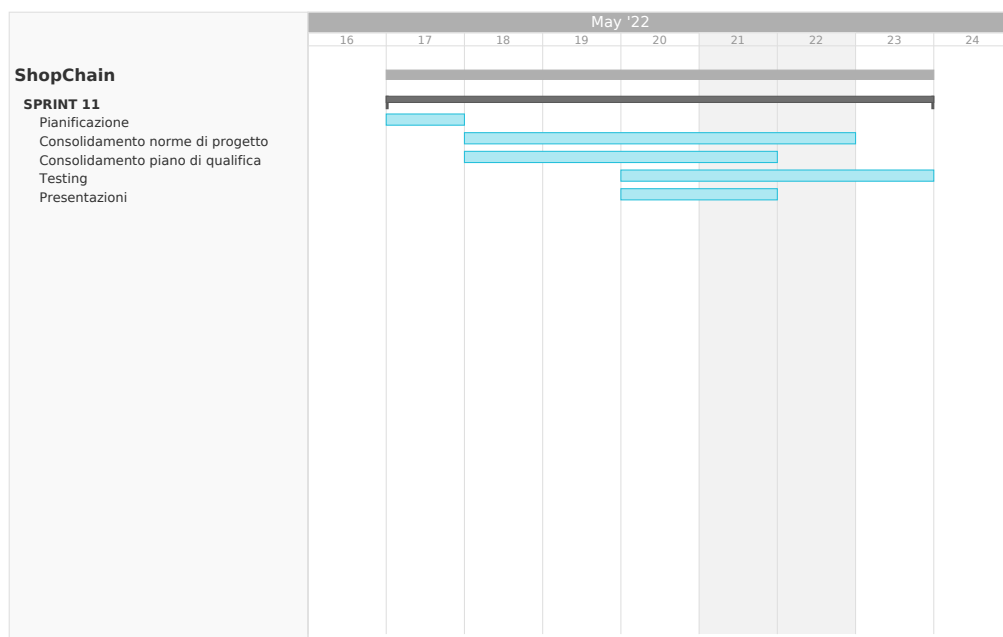 May '22
16 17 18 19 20 21 22 23 24
ShopChain
SPRINT 11
Pianificazione
Consolidamento norme di progetto
Consolidamento piano di qualifica
Testing
Presentazioni